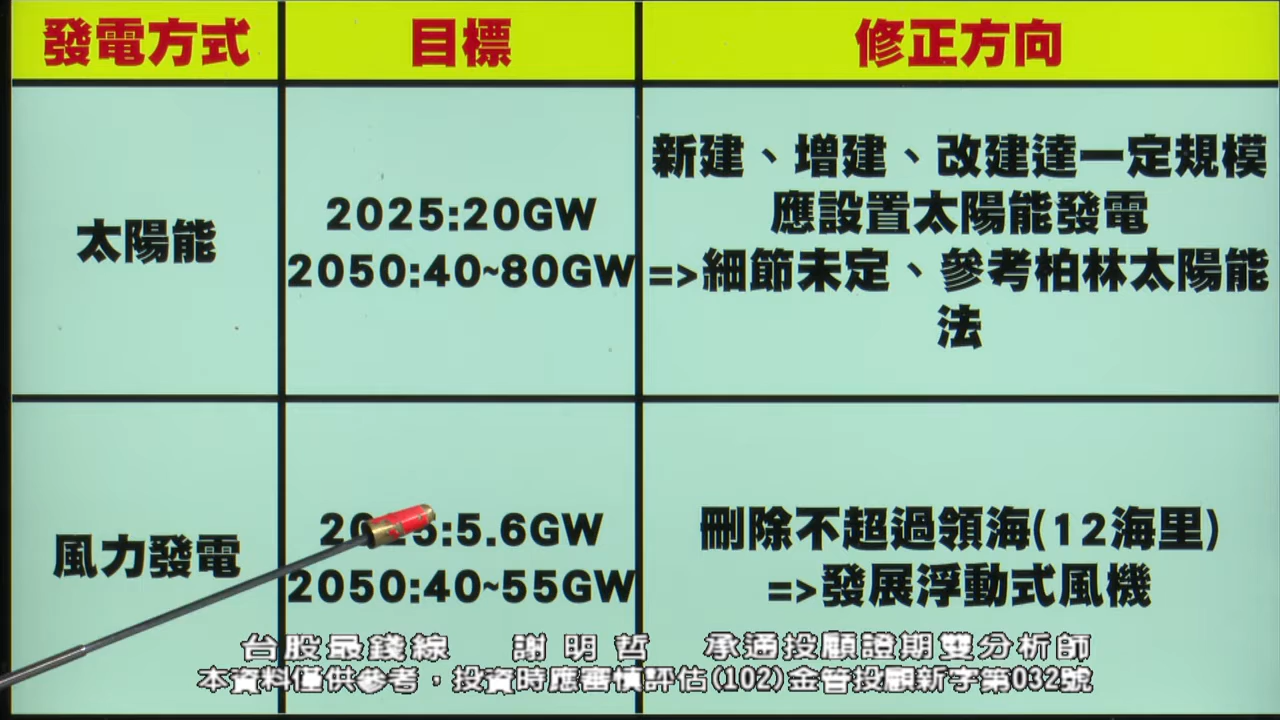 發電方式
目標
修正方向
太陽能
2025:20GW
2050:40~80GW
新建、增建、改建達一定規模
應設置太陽能發電
=>細節未定、參考柏林太陽能
法
風力發電
:5.6GW
2050:40~55GW
刪除不超過領海(12海里)
=>發展浮動式風機
台股最錢線 謝明哲 承通投顧證期雙分析師
本資料僅供參考，投資時應審慎評估(102)金管投顧新字第032號